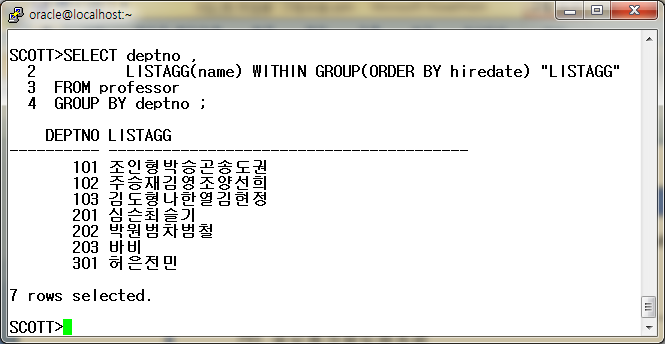 oracle@localhost:~
SCOTT>SELECT deptno ,
2 LISTAGG(name) WITHIN GROUP(ORDER BY hiredate) "LISTAGG"
3 FROM professor
4 GROUP BY deptno ;
DEPTNO LISTAGG
---------- ----------------------------------------
101 조인형박승곤송도권
102 주승재김영조양선희
103 김도형나한열김현정
201 심슨최슬기
202 박원범차범철
203 바비
301 허은전민
7 rows selected.
SCOTT>